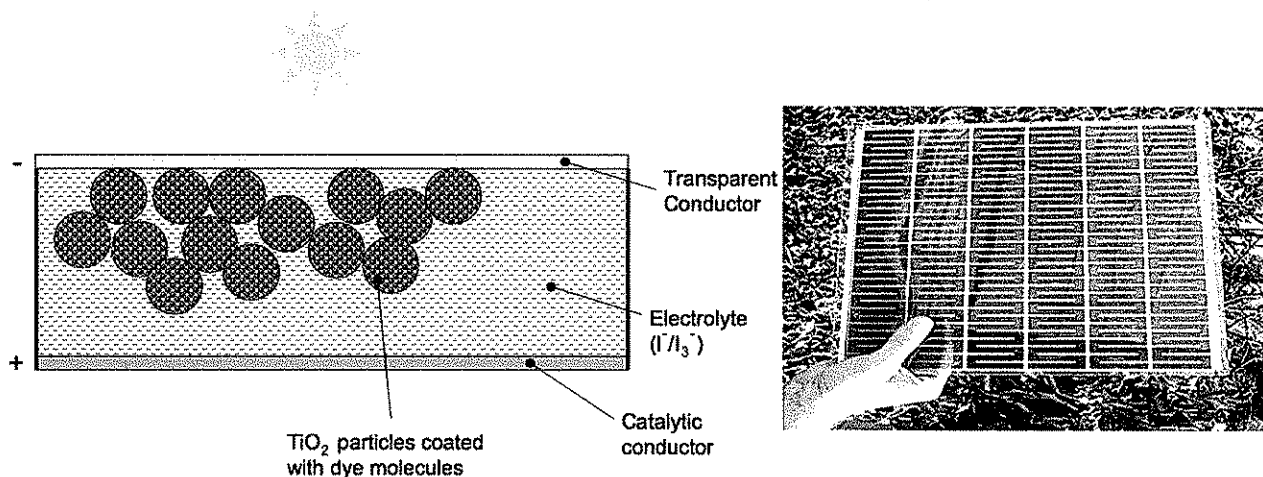 -
Transparent
Conductor
Electrolyte
(I⁻/I₃⁻)
+
Catalytic
conductor
TiO₂ particles coated
with dye molecules